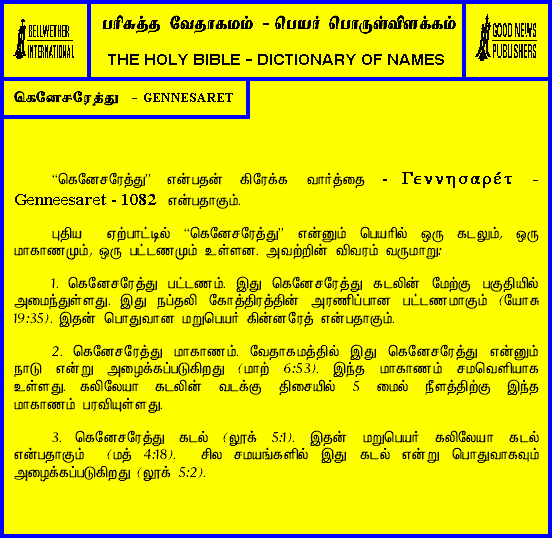 BELLWETHER
INTERNATIONAL
பரிசுத்த வேதாகமம் - பெயர் பொருள்விளக்கம்
THE HOLY BIBLE - DICTIONARY OF NAMES
GOOD NEWS
PUBLISHERS
கெனேசரேத்து - GENNESARET
“கெனேசரேத்து” என்பதன் கிரேக்க வார்த்தை - Γεννησαρέτ -
Genneesaret - 1082 என்பதாகும்.
புதிய ஏற்பாட்டில் “கெனேசரேத்து” என்னும் பெயரில் ஒரு கடலும், ஒரு
மாகாணமும், ஒரு பட்டணமும் உள்ளன. அவற்றின் விவரம் வருமாறு:
1. கெனேசரேத்து பட்டணம். இது கெனேசரேத்து கடலின் மேற்கு பகுதியில்
அமைந்துள்ளது. இது நப்தலி கோத்திரத்தின் அரணிப்பான பட்டணமாகும் (யோசு
19:35). இதன் பொதுவான மறுபெயர் கின்னரேத் என்பதாகும்.
2. கெனேசரேத்து மாகாணம். வேதாகமத்தில் இது கெனேசரேத்து என்னும்
நாடு என்று அழைக்கப்படுகிறது (மாற் 6:53). இந்த மாகாணம் சமவெளியாக
உள்ளது. கலிலேயா கடலின் வடக்கு திசையில் 5 மைல் நீளத்திற்கு இந்த
மாகாணம் பரவியுள்ளது.
3. கெனேசரேத்து கடல் (லூக் 5:1). இதன் மறுபெயர் கலிலேயா கடல்
என்பதாகும் (மத் 4:18). சில சமயங்களில் இது கடல் என்று பொதுவாகவும்
அழைக்கப்படுகிறது (லூக் 5:2).